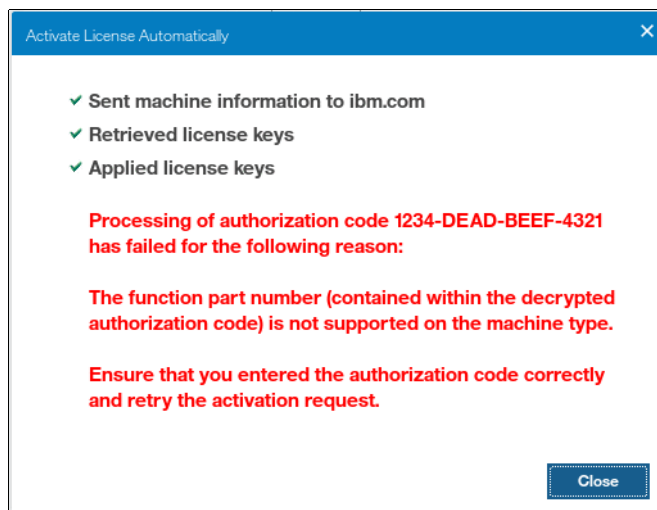 Activate License Automatically
Sent machine information to ibm.com
Retrieved license keys
Applied license keys
Processing of authorization code 1234-DEAD-BEEF-4321
has failed for the following reason:
The function part number (contained within the decrypted
authorization code) is not supported on the machine type.
Ensure that you entered the authorization code correctly
and retry the activation request.
Close